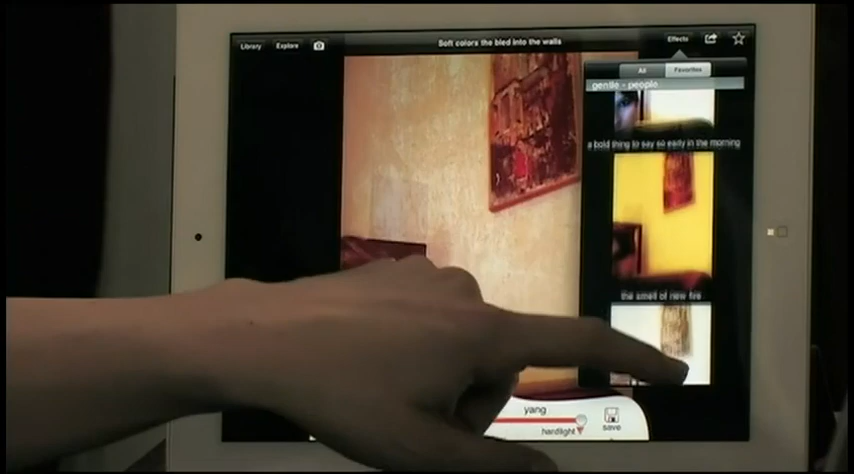 Library Explore
Soft colors the bled into the walls
Effects
All Favorites
gentle - people
a bold thing to say so early in the morning
the smell of new fire
yang
hardlight
save